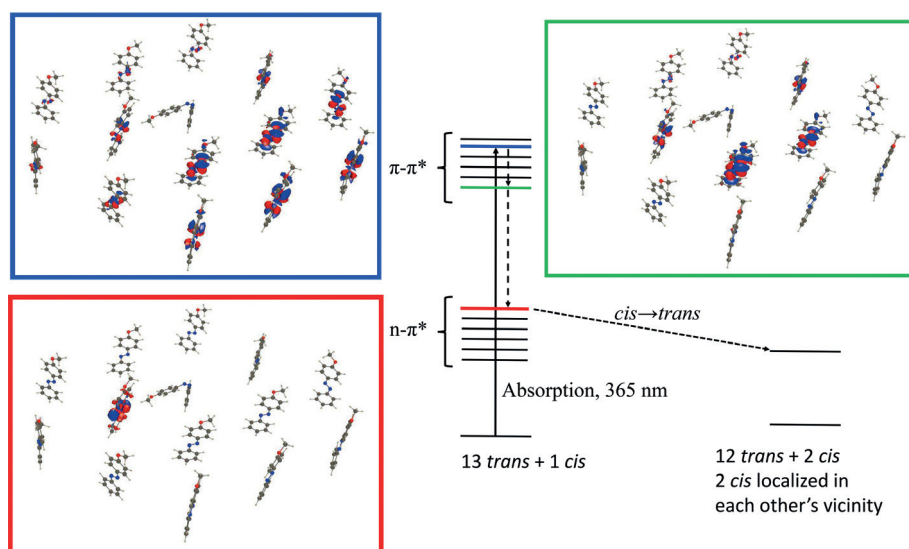 π-π*
n-π*
cis→trans
Absorption, 365 nm
13 trans + 1 cis
12 trans + 2 cis
2 cis localized in
each other’s vicinity